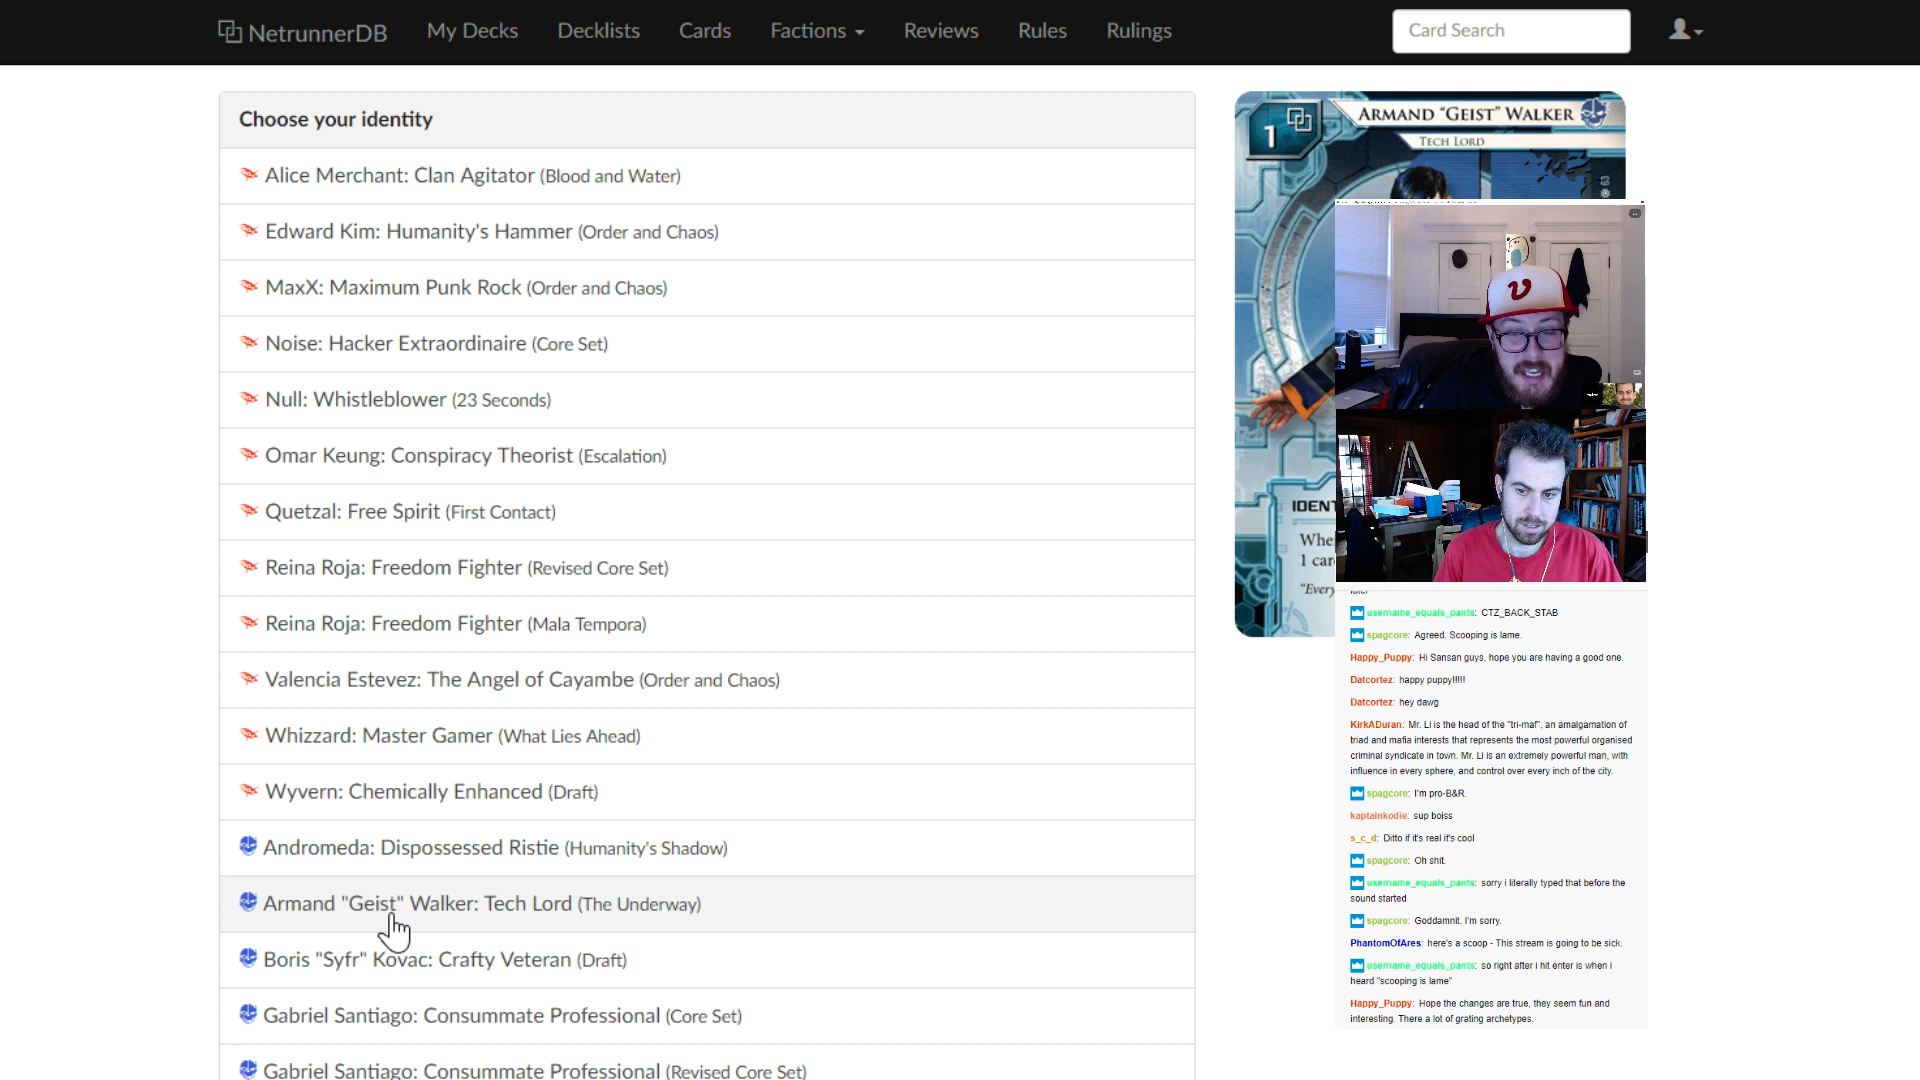 NetrunnerDB My Decks Decklists Cards Factions Reviews Rules Rulings Card Search
Choose your identity
Alice Merchant: Clan Agitator (Blood and Water)
Edward Kim: Humanity's Hammer (Order and Chaos)
MaxX: Maximum Punk Rock (Order and Chaos)
Noise: Hacker Extraordinaire (Core Set)
Null: Whistleblower (23 Seconds)
Omar Keung: Conspiracy Theorist (Escalation)
Quetzal: Free Spirit (First Contact)
Reina Roja: Freedom Fighter (Revised Core Set)
Reina Roja: Freedom Fighter (Mala Tempora)
Valencia Estevez: The Angel of Cayambe (Order and Chaos)
Whizzard: Master Gamer (What Lies Ahead)
Wyvern: Chemically Enhanced (Draft)
Andromeda: Dispossessed Ristie (Humanity's Shadow)
Armand "Geist" Walker: Tech Lord (The Underway)
Boris "Syfr" Kovac: Crafty Veteran (Draft)
Gabriel Santiago: Consummate Professional (Core Set)
Gabriel Santiago: Consummate Professional (Revised Core Set)
1
ARMAND "GEIST" WALKER
TECH LORD
63
IDENT
Whe
1 car
"Every
username_equals_pants: CTZ_BACK_STAB
spagcore: Agreed. Scooping is lame.
Happy_Puppy: Hi Sansan guys, hope you are having a good one.
Datcortez: happy puppy!!!!!
Datcortez: hey dawg
KirkADuran: Mr. Li is the head of the "tri-maf", an amalgamation of
triad and mafia interests that represents the most powerful organised
criminal syndicate in town. Mr. Li is an extremely powerful man, with
influence in every sphere, and control over every inch of the city.
spagcore: I'm pro-B&R.
kaptainkodie: sup boiss
s_c_d: Ditto if it's real it's cool
spagcore: Oh shit.
username_equals_pants: sorry i literally typed that before the
sound started
spagcore: Goddamnit. I'm sorry.
PhantomOfAres: here's a scoop - This stream is going to be sick.
username_equals_pants: so right after i hit enter is when i
heard "scooping is lame"
Happy_Puppy: Hope the changes are true, they seem fun and
interesting. There a lot of grating archetypes.